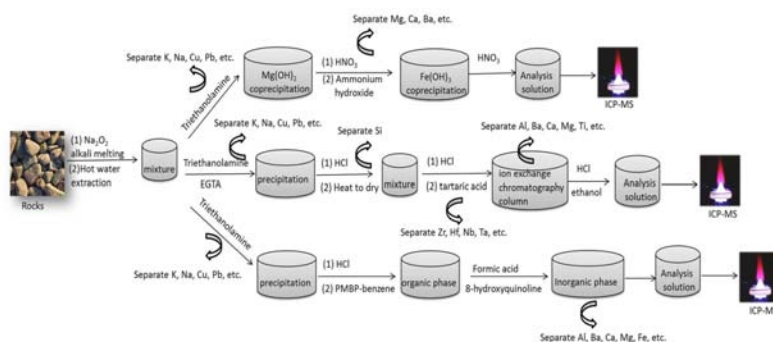 Separate Mg, Ca, Ba, etc.
Separate K, Na, Cu, Pb, etc.
Triethanolamine
Mg(OH)₂
coprecipitation
(1) HNO₃
(2) Ammonium
hydroxide
Fe(OH)₃
coprecipitation
HNO₃
Analysis
solution
ICP-MS
Rocks
(1) Na₂O₂
alkali melting
(2)Hot water
extraction
mixture
Separate K, Na, Cu, Pb, etc.
Triethanolamine
EGTA
precipitation
Separate Si
(1) HCl
(2) Heat to dry
mixture
(1) HCl
(2) tartaric acid
Separate Zr, Hf, Nb, Ta, etc.
Separate Al, Ba, Ca, Mg, Ti, etc.
ion exchange
chromatography
column
HCl
ethanol
Analysis
solution
ICP-MS
Triethanolamine
Separate K, Na, Cu, Pb, etc.
precipitation
(1) HCl
(2) PMBP-benzene
organic phase
Formic acid
8-hydroxyquinoline
Inorganic phase
Separate Al, Ba, Ca, Mg, Fe, etc.
Analysis
solution
ICP-M